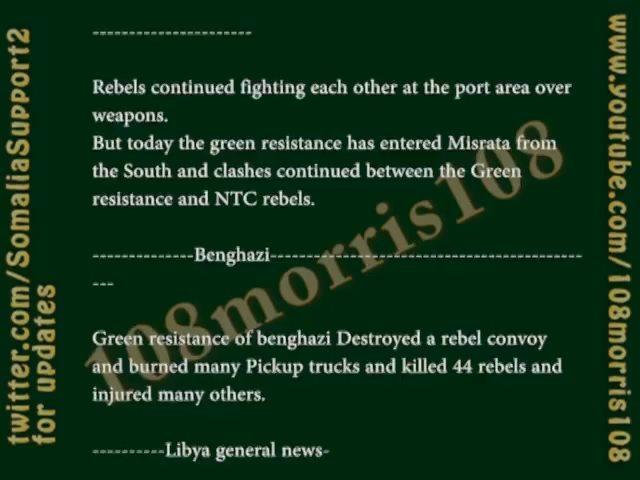 ----------------------
Rebels continued fighting each other at the port area over
weapons.
But today the green resistance has entered Misrata from
the South and clashes continued between the Green
resistance and NTC rebels.
--------------Benghazi-------------------------------------------
---
Green resistance of benghazi Destroyed a rebel convoy
and burned many Pickup trucks and killed 44 rebels and
injured many others.
----------Libya general news-
twitter.com/SomaliaSupport2
for updates
www.youtube.com/108morris108
108morris108